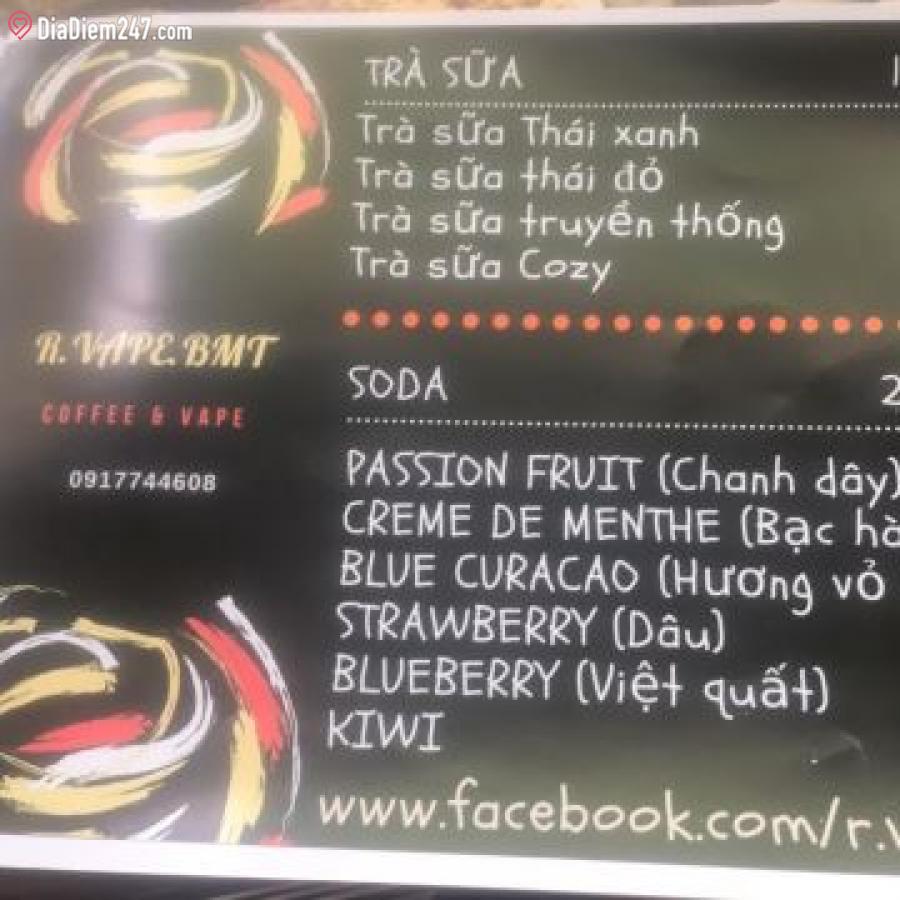 DiaDiem247.com
TRÀ SỮA
Trà sữa Thái xanh
Trà sữa thái đỏ
Trà sữa truyền thống
Trà sữa Cozy
R. VAPE BMT
COFFEE & VAPE
0917744608
SODA 2
PASSION FRUIT (Chanh dây)
CREME DE MENTHE (Bạc hà
BLUE CURACAO (Hương vỏ
STRAWBERRY (Dâu)
BLUEBERRY (Việt quất)
KIWI
www.facebook.com/r.v